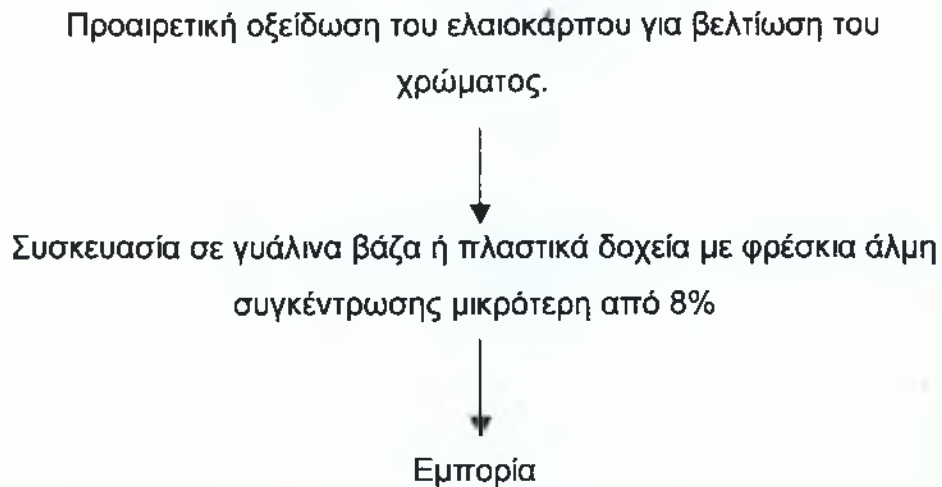 Προαιρετική οξείδωση του ελαιοκάρπου για βελτίωση του
χρώματος.
Συσκευασία σε γυάλινα βάζα ή πλαστικά δοχεία με φρέσκια άλμη
συγκέντρωσης μικρότερη από 8%
Εμπορία